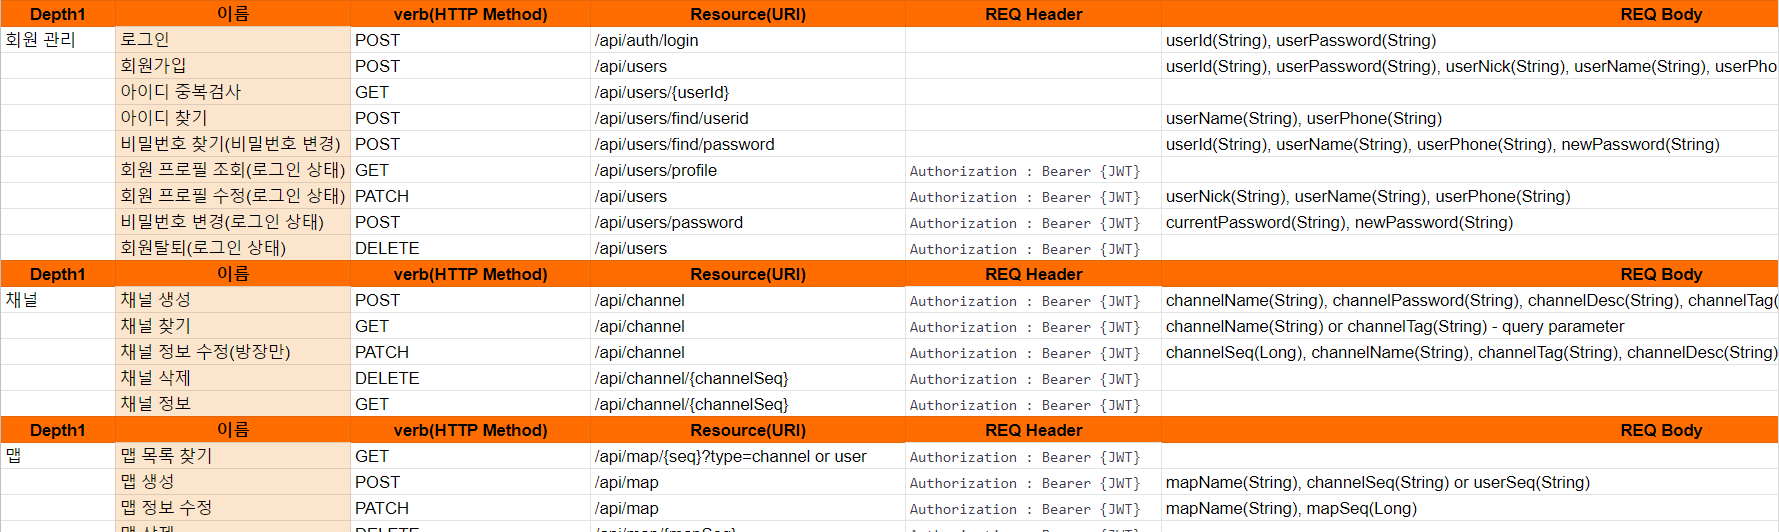 Depth1 이름 verb(HTTP Method) Resource(URI) REQ Header REQ Body
회원 관리 로그인 POST /api/auth/login userId(String), userPassword(String)
회원가입 POST /api/users userId(String), userPassword(String), userNick(String), userName(String), userPho
아이디 중복검사 GET /api/users/{userId}
아이디 찾기 POST /api/users/find/userid userName(String), userPhone(String)
비밀번호 찾기(비밀번호 변경) POST /api/users/find/password userId(String), userName(String), userPhone(String), newPassword(String)
회원 프로필 조회(로그인 상태) GET /api/users/profile Authorization : Bearer {JWT}
회원 프로필 수정(로그인 상태) PATCH /api/users Authorization : Bearer {JWT} userNick(String), userName(String), userPhone(String)
비밀번호 변경(로그인 상태) POST /api/users/password Authorization : Bearer {JWT} currentPassword(String), newPassword(String)
회원탈퇴(로그인 상태) DELETE /api/users Authorization : Bearer {JWT}
Depth1 이름 verb(HTTP Method) Resource(URI) REQ Header REQ Body
채널 채널 생성 POST /api/channel Authorization : Bearer {JWT} channelName(String), channelPassword(String), channelDesc(String), channelTag(
채널 찾기 GET /api/channel Authorization : Bearer {JWT} channelName(String) or channelTag(String) - query parameter
채널 정보 수정(방장만) PATCH /api/channel Authorization : Bearer {JWT} channelSeq(Long), channelName(String), channelTag(String), channelDesc(String)
채널 삭제 DELETE /api/channel/{channelSeq} Authorization : Bearer {JWT}
채널 정보 GET /api/channel/{channelSeq} Authorization : Bearer {JWT}
Depth1 이름 verb(HTTP Method) Resource(URI) REQ Header REQ Body
맵 맵 목록 찾기 GET /api/map/{seq}?type=channel or user Authorization : Bearer {JWT}
맵 생성 POST /api/map Authorization : Bearer {JWT} mapName(String), channelSeq(String) or userSeq(String)
맵 정보 수정 PATCH /api/map Authorization : Bearer {JWT} mapName(String), mapSeq(Long)
맵 삭제 DELETE /api/map/{mapSeq}